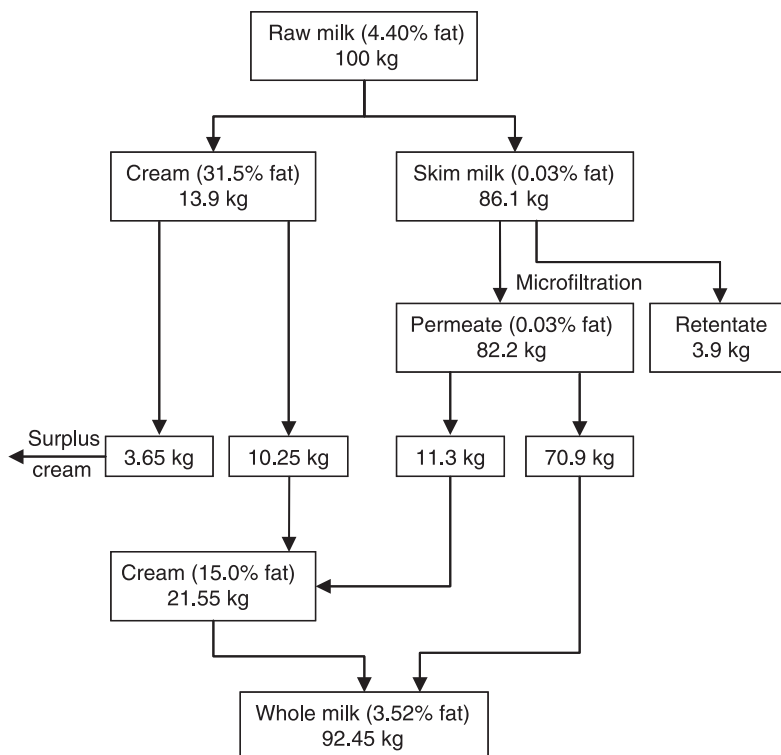 Raw milk (4.40% fat)
100 kg
Cream (31.5% fat)
13.9 kg
Skim milk (0.03% fat)
86.1 kg
Microfiltration
Permeate (0.03% fat)
82.2 kg
Retentate
3.9 kg
Surplus
cream
3.65 kg
10.25 kg
11.3 kg
70.9 kg
Cream (15.0% fat)
21.55 kg
Whole milk (3.52% fat)
92.45 kg